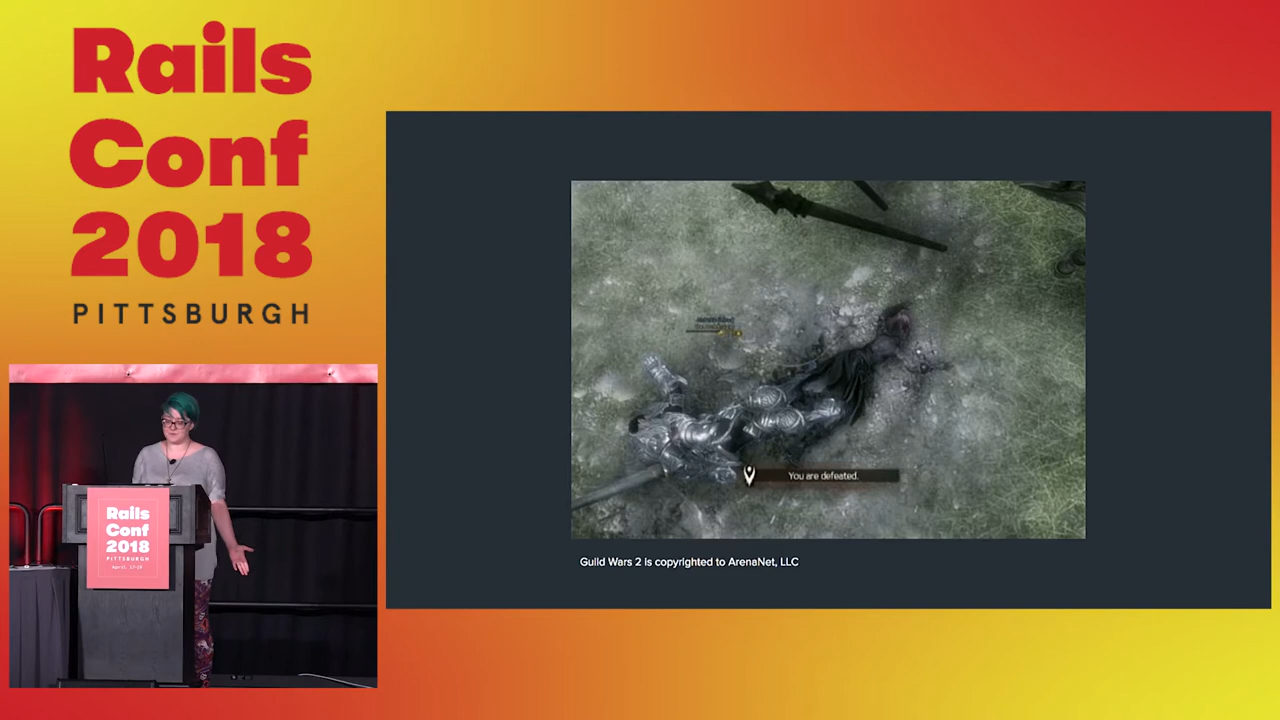 Rails
Conf
2018
PITTSBURGH
You are defeated.
Guild Wars 2 is copyrighted to ArenaNet, LLC
Rails
Conf
2018
PITTSBURGH